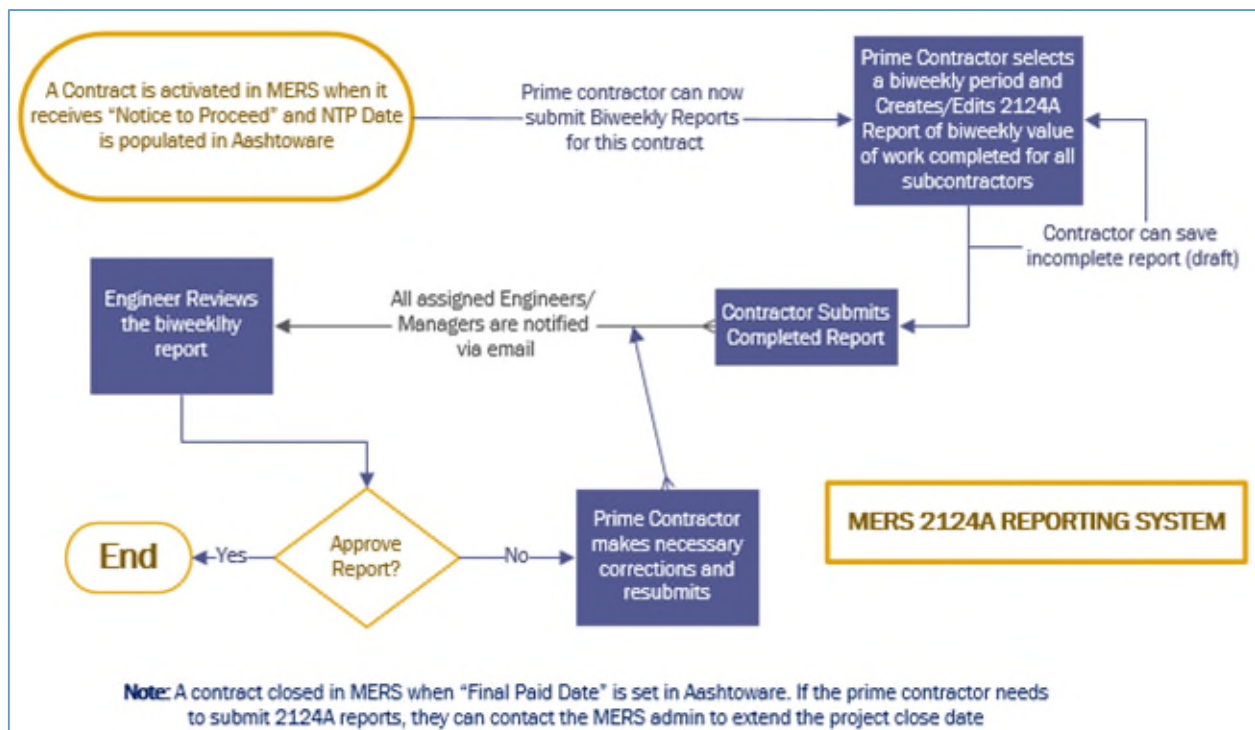 A Contract is activated in MERS when it
receives “Notice to Proceed” and NTP Date
is populated in Aashtoware
Prime contractor can now
submit Biweekly Reports
for this contract
Prime Contractor selects
a biweekly period and
Creates/Edits 2124A
Report of biweekly value
of work completed for all
subcontractors
Contractor can save
incomplete report (draft)
Contractor Submits
Completed Report
All assigned Engineers/
Managers are notified
via email
Engineer Reviews
the biweeklhy
report
Approve
Report?
Yes
End
No
Prime Contractor
makes necessary
corrections and
resubmits
MERS 2124A REPORTING SYSTEM
Note: A contract closed in MERS when “Final Paid Date” is set in Aashtoware. If the prime contractor needs
to submit 2124A reports, they can contact the MERS admin to extend the project close date